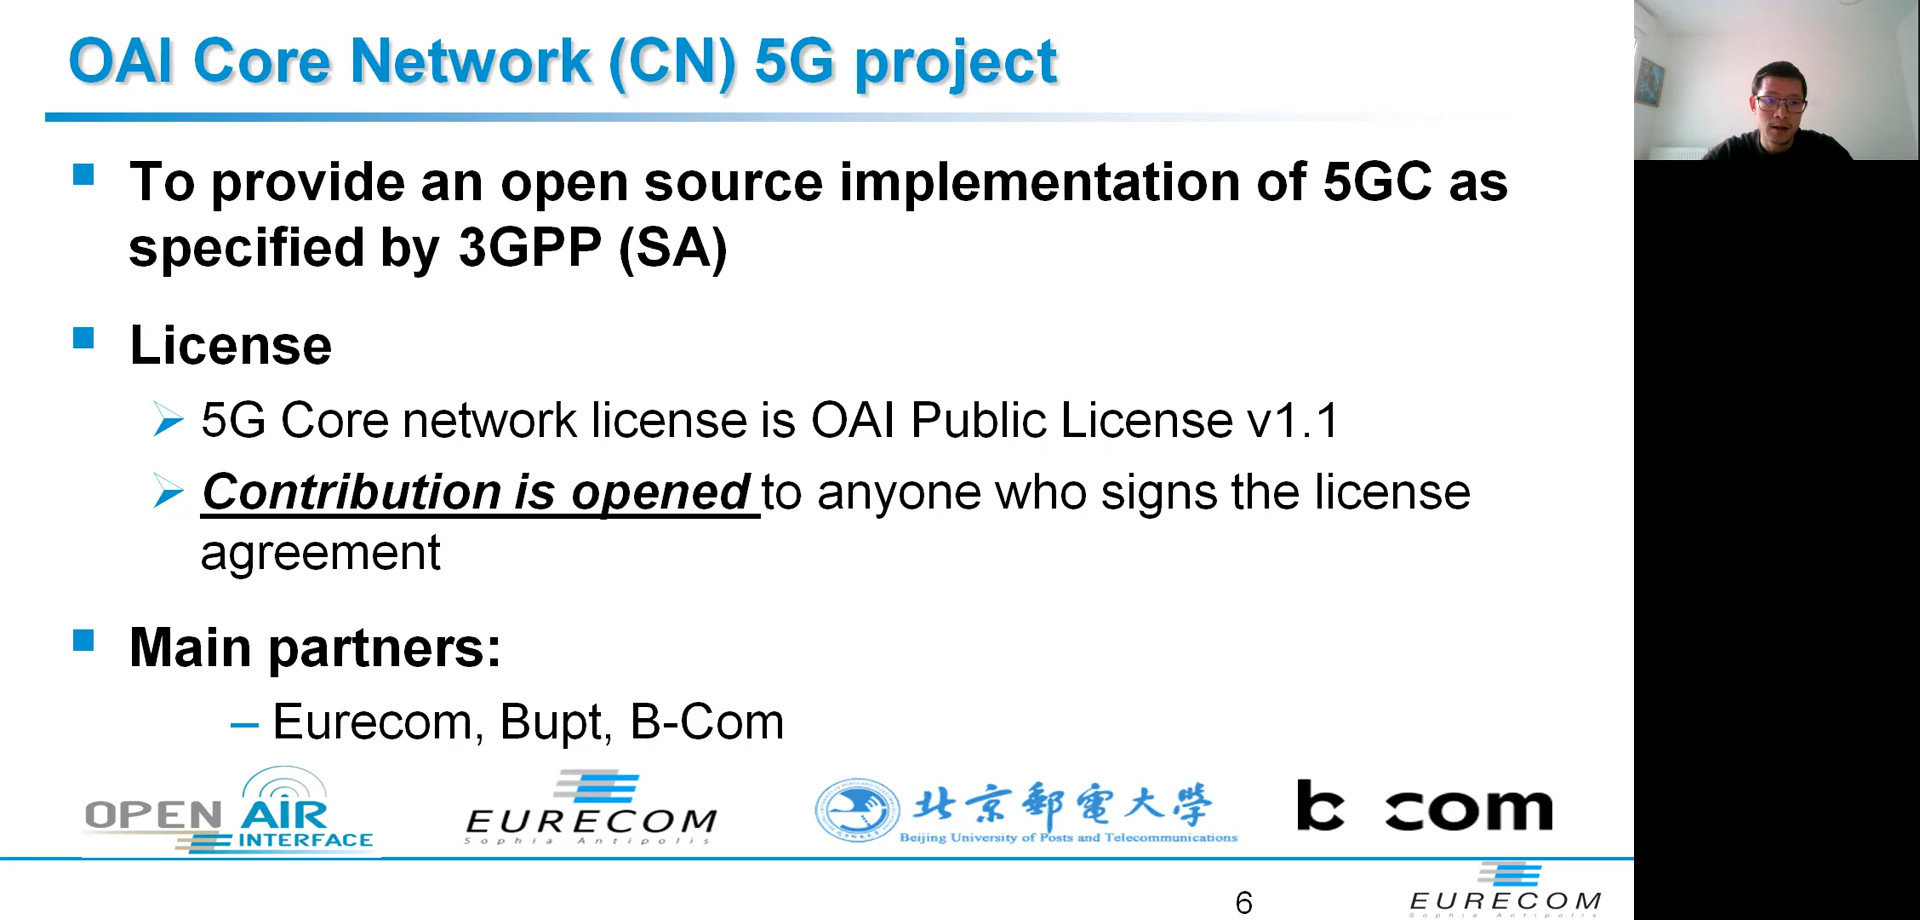 OAI Core Network (CN) 5G project
To provide an open source implementation of 5GC as
specified by 3GPP (SA)
License
5G Core network license is OAI Public License v1.1
Contribution is opened to anyone who signs the license
agreement
Main partners:
– Eurecom, Bupt, B-Com
OPEN AIR
INTERFACE
EURECOM
Sophia Antipolis
北京郵電大學
Beijing University of Posts and Telecommunications
b com
6
EURECOM
Sophia Antipolis